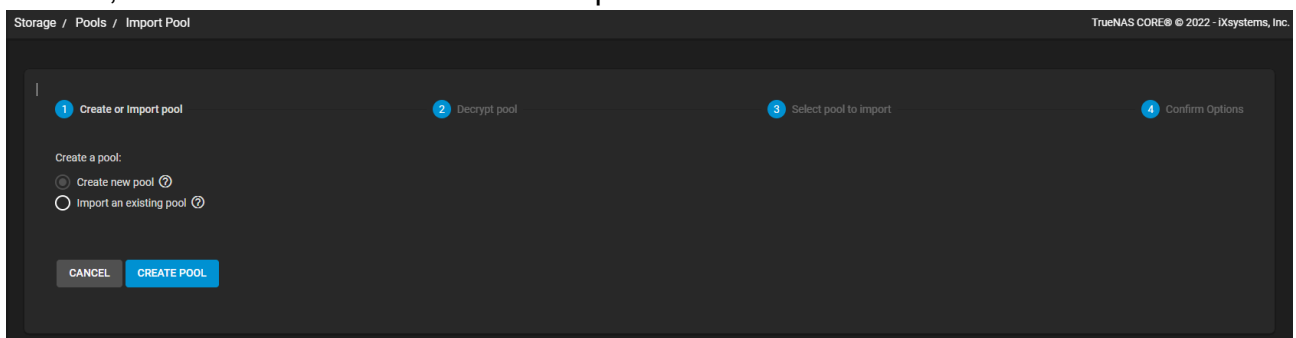 Storage / Pools / Import Pool
TrueNAS CORE® © 2022 - iXsystems, Inc.
1 Create or Import pool
2 Decrypt pool
3 Select pool to import
4 Confirm Options
Create a pool:
Create new pool ?
Import an existing pool ?
CANCEL CREATE POOL